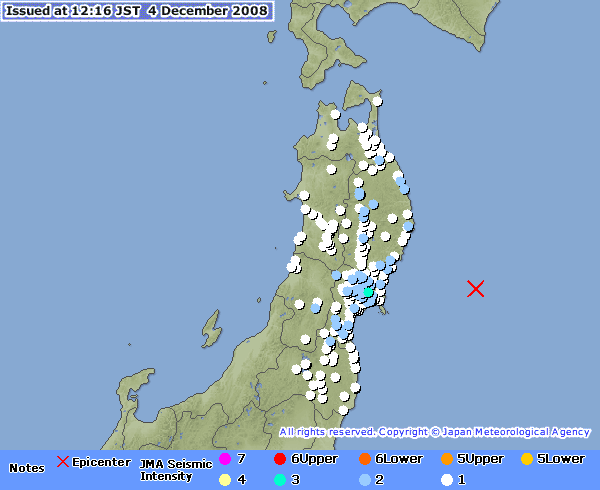 Issued at 12:16 JST 4 December 2008
All rights reserved. Copyright © Japan Meteorological Agency
Notes
Epicenter
JMA Seismic Intensity
7
6Upper
6Lower
5Upper
5Lower
4
3
2
1